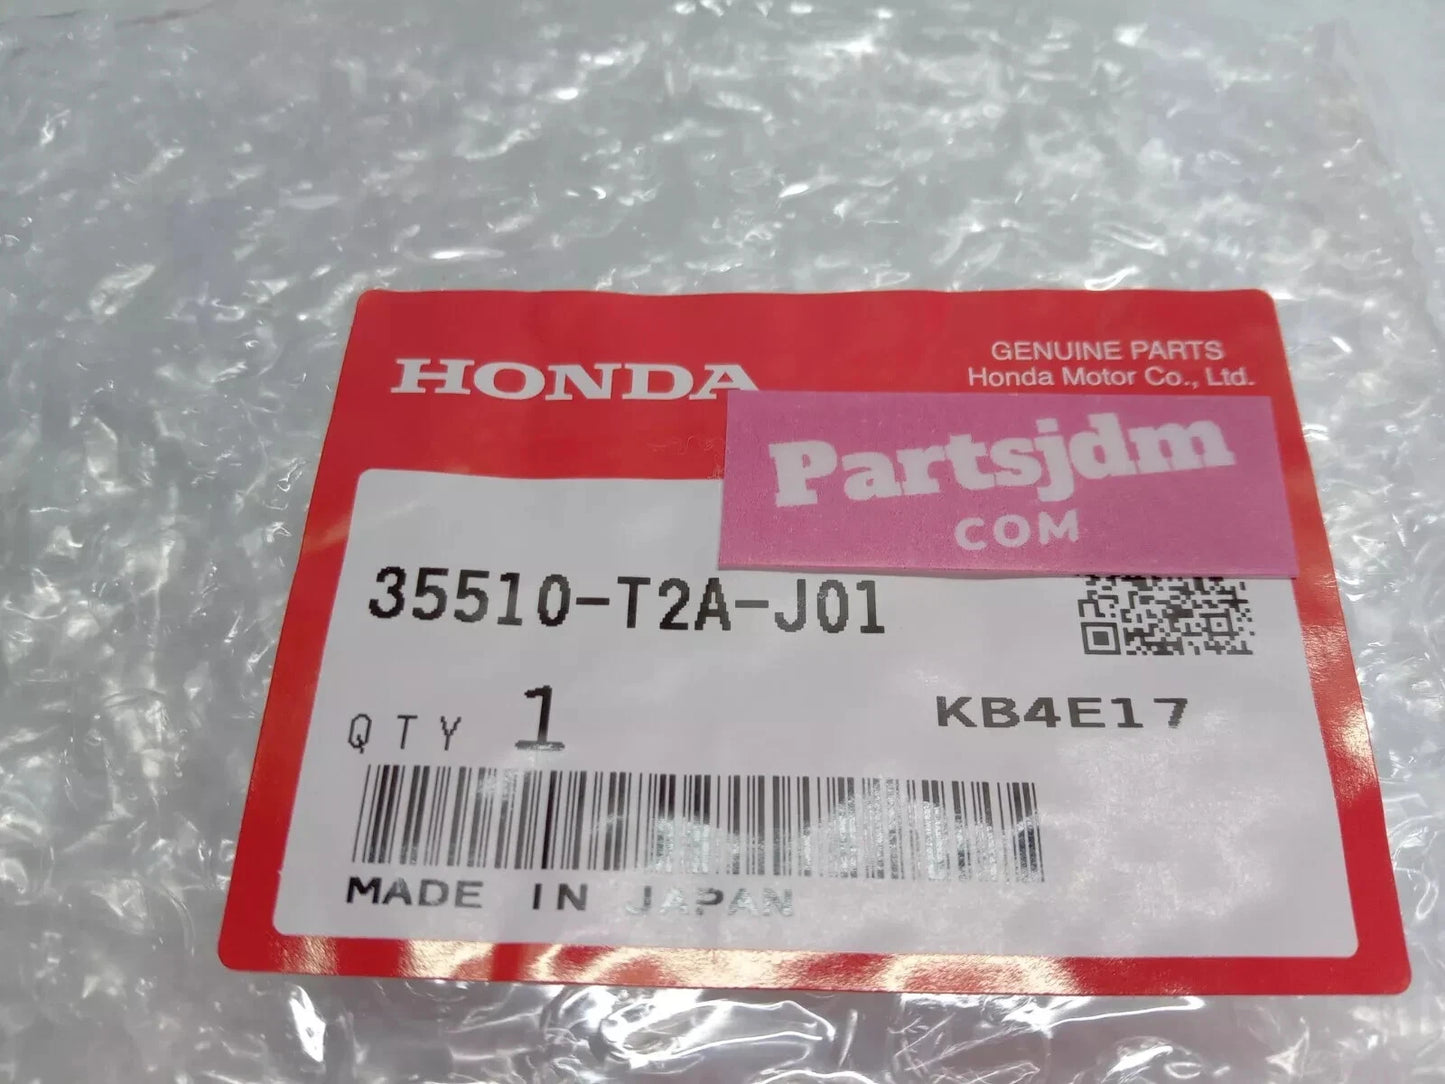 HONDA
GENUINE PARTS
Honda Motor Co., Ltd.
Partsjdm
COM
35510-T2A-J01
QTY 1
KB4E17
MADE IN JAPAN